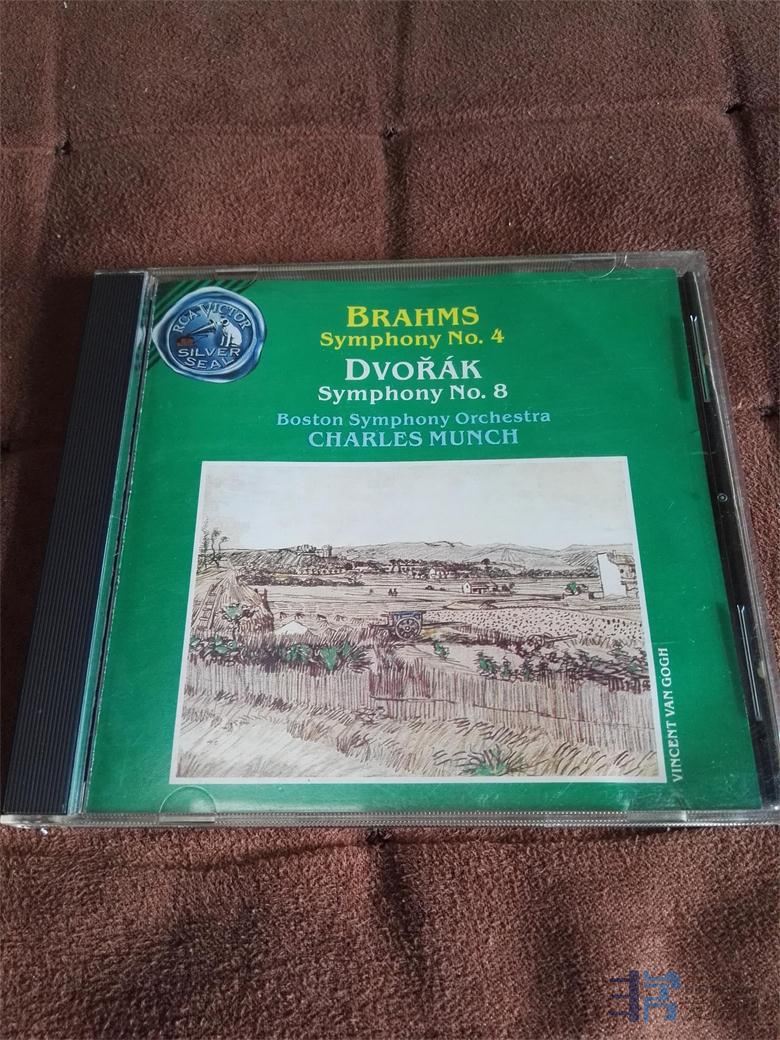 RCA VICTOR
SILVER
SEAL
BRAHMS
Symphony No. 4
DVOŘÁK
Symphony No. 8
Boston Symphony Orchestra
CHARLES MUNCH
VINCENT VAN GOGH